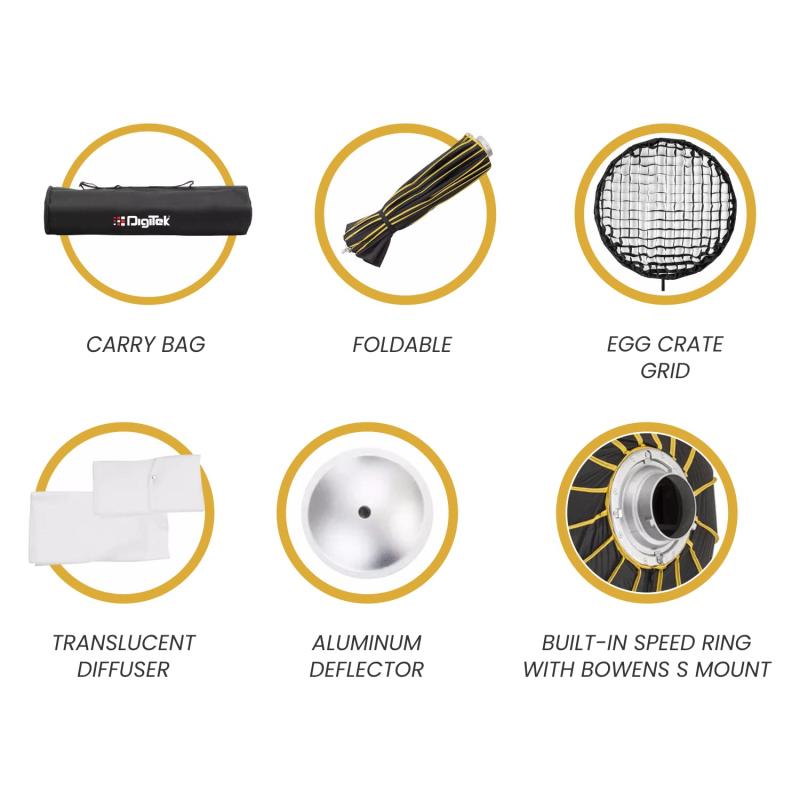 DigiTek
CARRY BAG
FOLDABLE
EGG CRATE
GRID
TRANSLUCENT
DIFFUSER
ALUMINUM
DEFLECTOR
BUILT-IN SPEED RING
WITH BOWENS S MOUNT